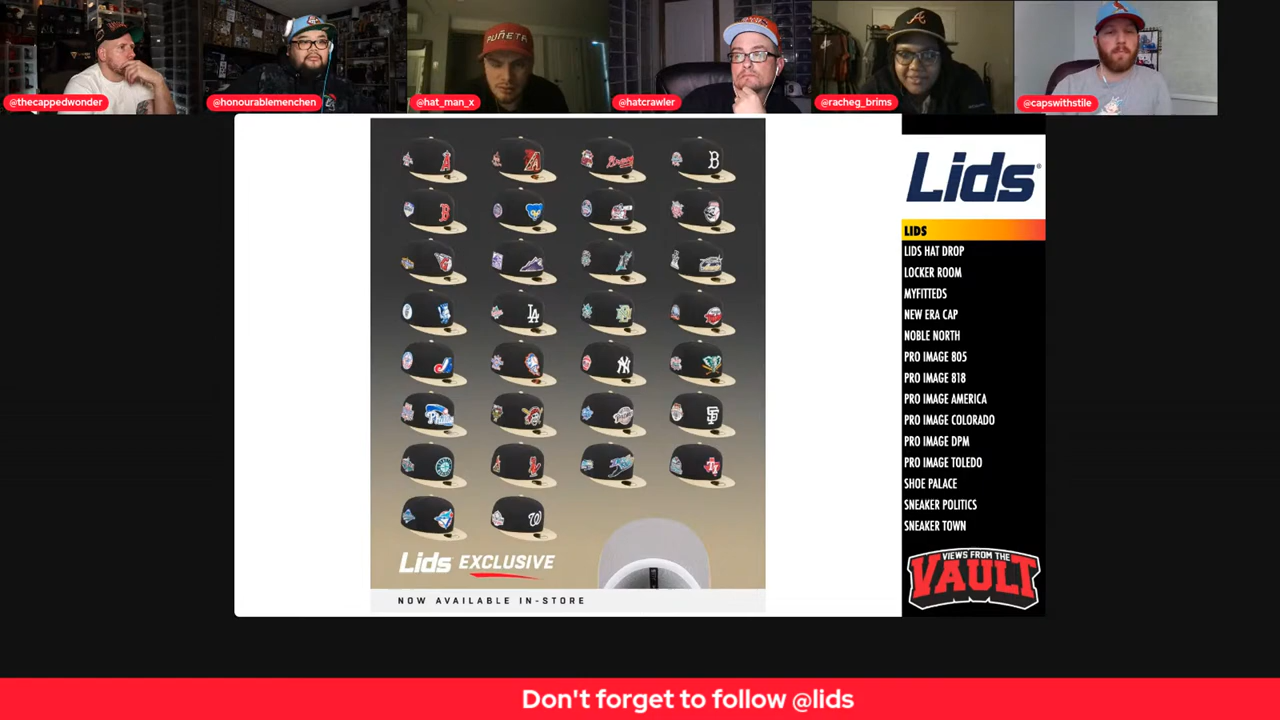 PUÑETA
@thecappedwonder
@honourablemenchen
@hat_man_x
@hatcrawler
@racheg_brims
@capswithstile
Lids
LIDS
LIDS HAT DROP
LOCKER ROOM
MYFITTEDS
NEW ERA CAP
NOBLE NORTH
PRO IMAGE 805
PRO IMAGE 818
PRO IMAGE AMERICA
PRO IMAGE COLORADO
PRO IMAGE DPM
PRO IMAGE TOLEDO
SHOE PALACE
SNEAKER POLITICS
SNEAKER TOWN
VIEWS FROM THE
VAULT
Lids EXCLUSIVE
NOW AVAILABLE IN-STORE
Don't forget to follow @lids